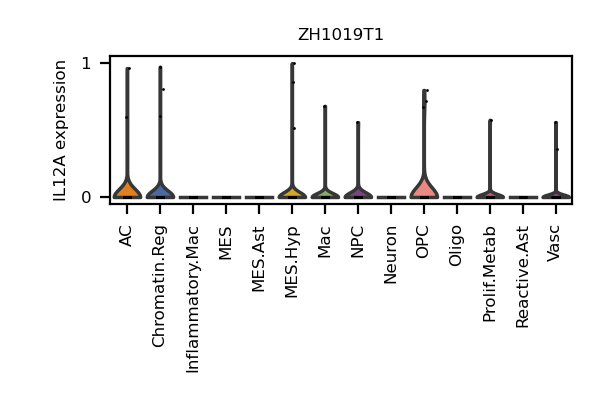 ZH1019T1
IL12A expression
1
0
AC
Chromatin.Reg
Inflammatory.Mac
MES
MES.Ast
MES.Hyp
Mac
NPC
Neuron
OPC
Oligo
Prolif.Metab
Reactive.Ast
Vasc